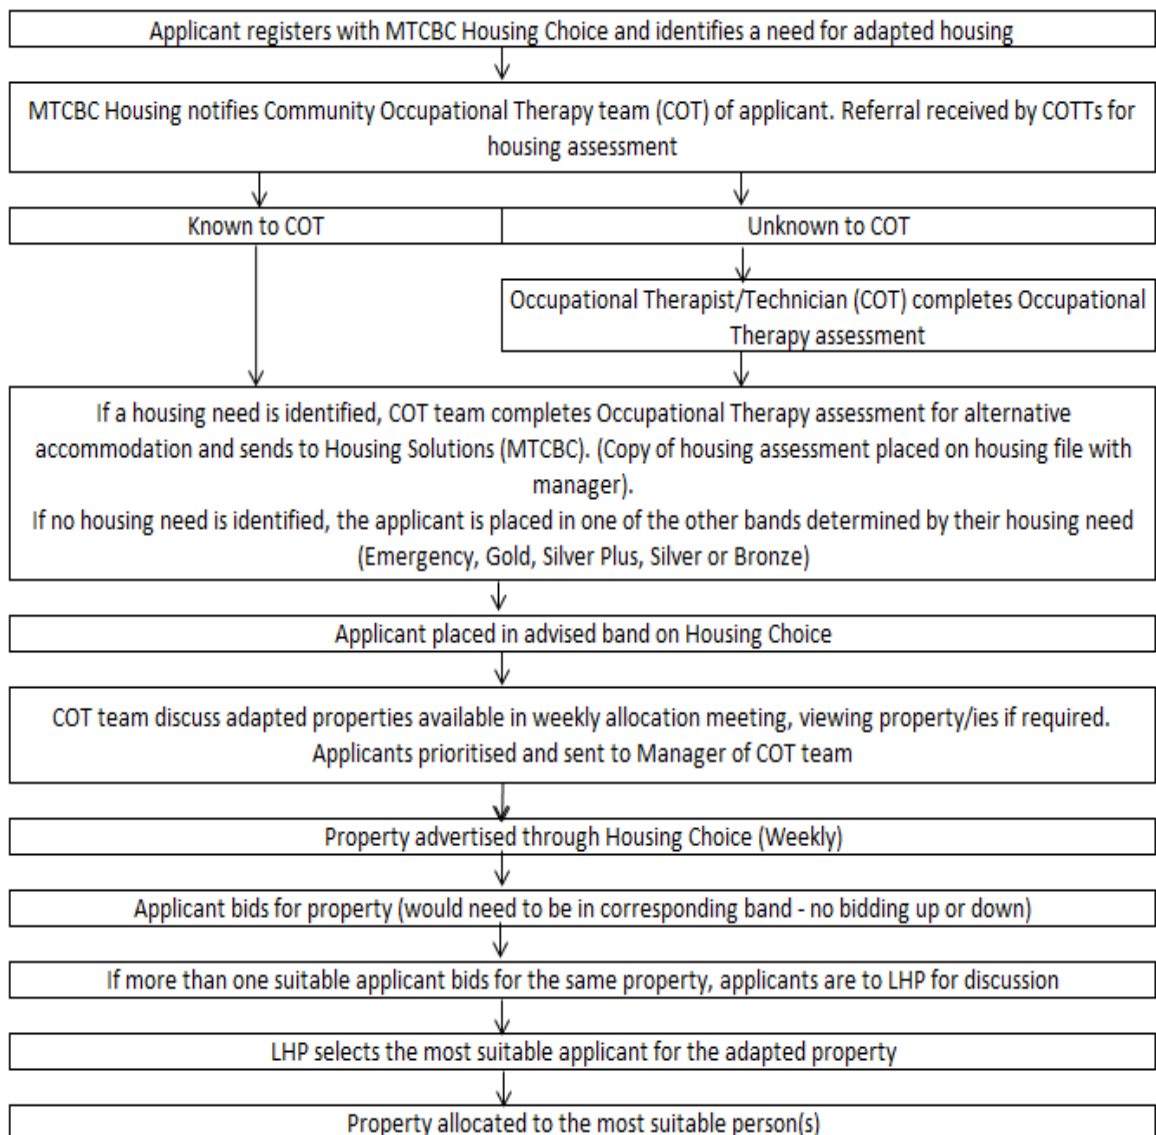 Applicant registers with MTCBC Housing Choice and identifies a need for adapted housing
MTCBC Housing notifies Community Occupational Therapy team (COT) of applicant. Referral received by COTTs for
housing assessment
Known to COT
Unknown to COT
Occupational Therapist/Technician (COT) completes Occupational
Therapy assessment
If a housing need is identified, COT team completes Occupational Therapy assessment for alternative
accommodation and sends to Housing Solutions (MTCBC). (Copy of housing assessment placed on housing file with
manager).
If no housing need is identified, the applicant is placed in one of the other bands determined by their housing need
(Emergency, Gold, Silver Plus, Silver or Bronze)
Applicant placed in advised band on Housing Choice
COT team discuss adapted properties available in weekly allocation meeting, viewing property/ies if required.
Applicants prioritised and sent to Manager of COT team
Property advertised through Housing Choice (Weekly)
Applicant bids for property (would need to be in corresponding band - no bidding up or down)
If more than one suitable applicant bids for the same property, applicants are to LHP for discussion
LHP selects the most suitable applicant for the adapted property
Property allocated to the most suitable person(s)